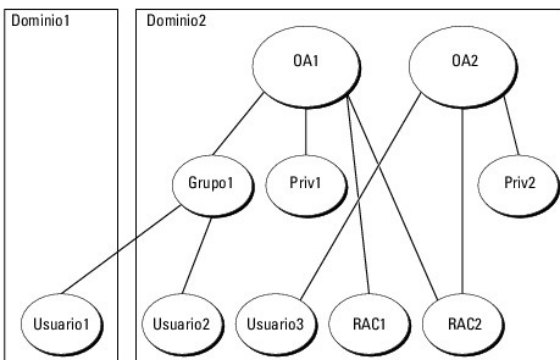 Dominio1
Dominio2
OA1
OA2
Grupo1
Priv1
Priv2
Usuario1
Usuario2
Usuario3
RAC1
RAC2